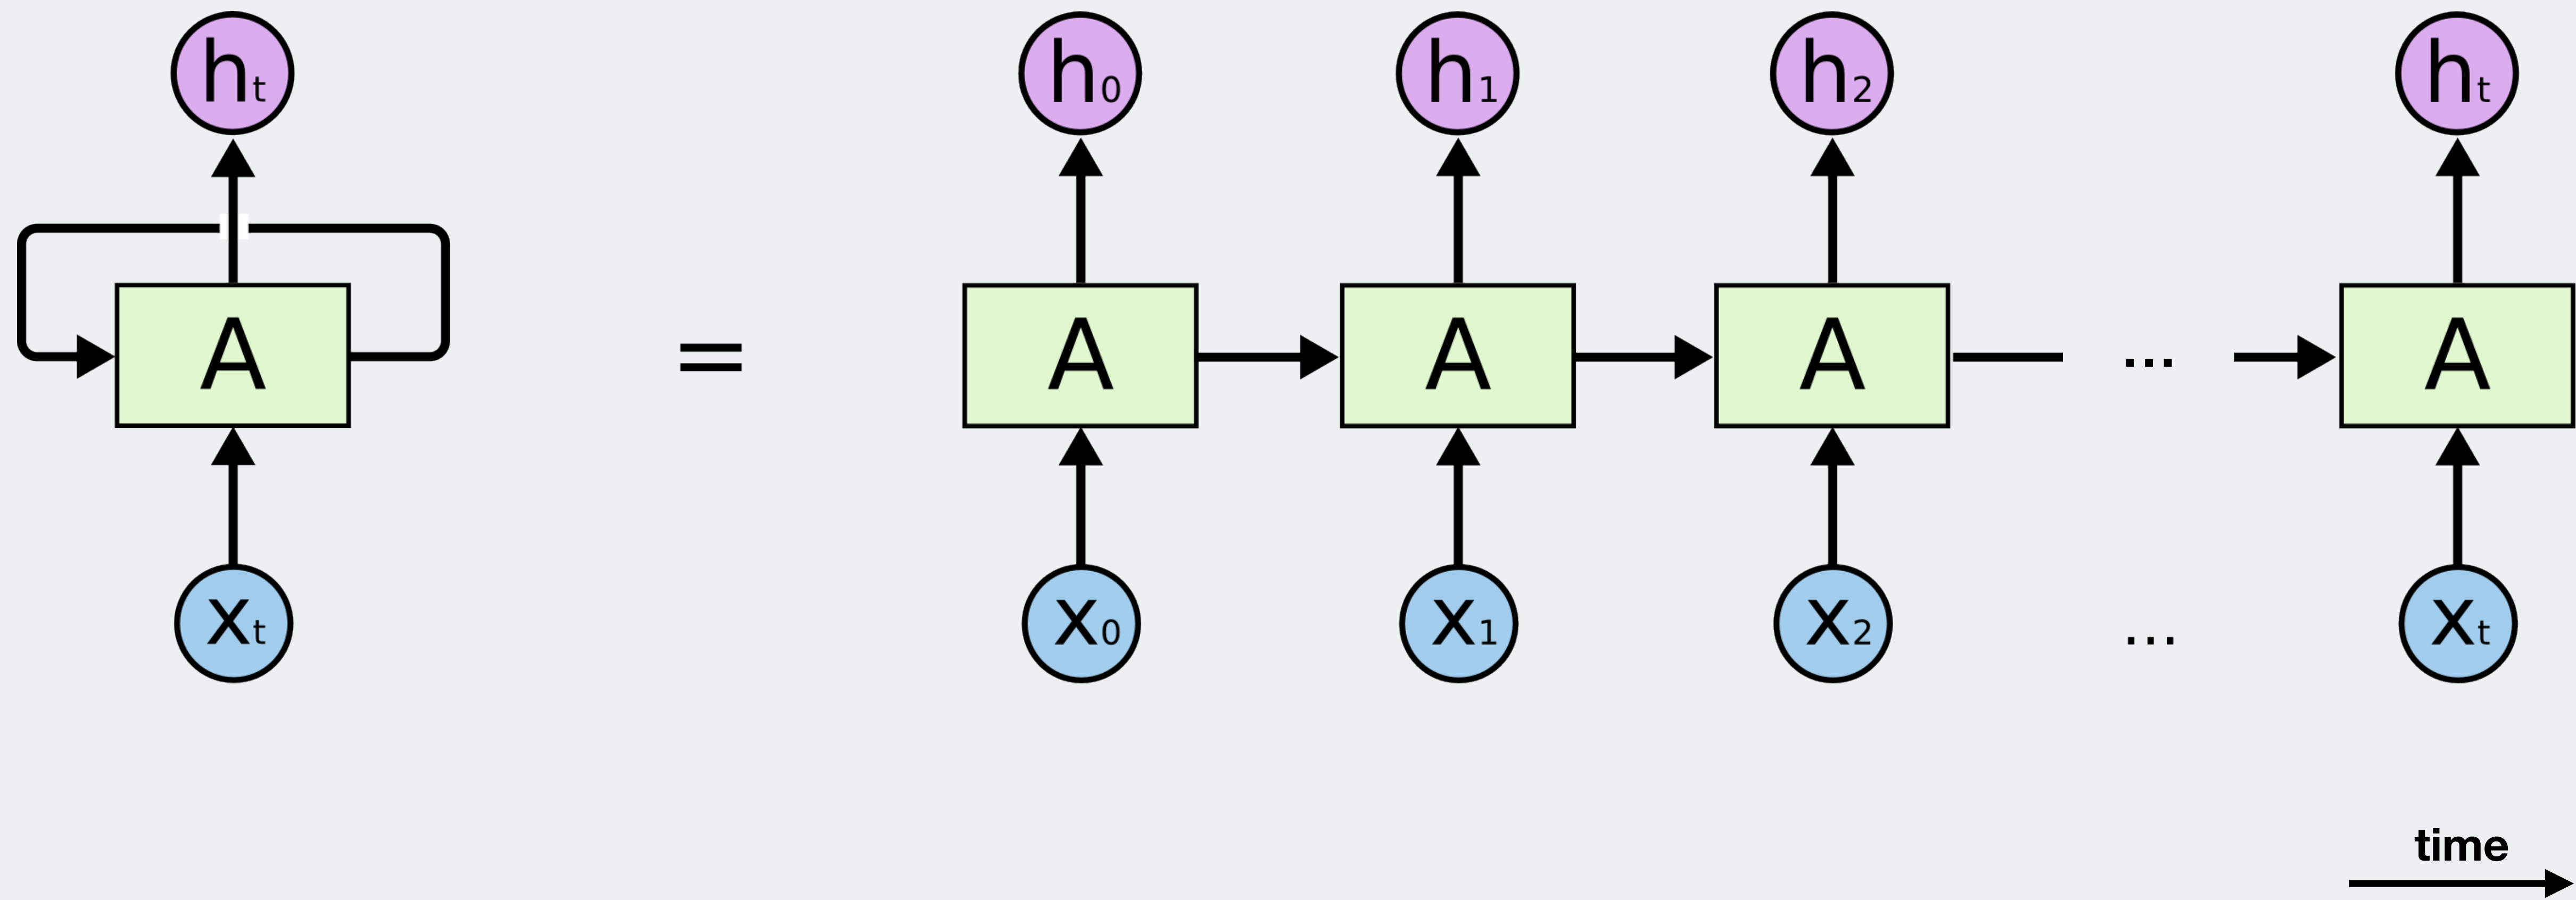 ht h0 h1 h2 ht
A = A A A ... A
xt x0 x1 x2 ... xt
time